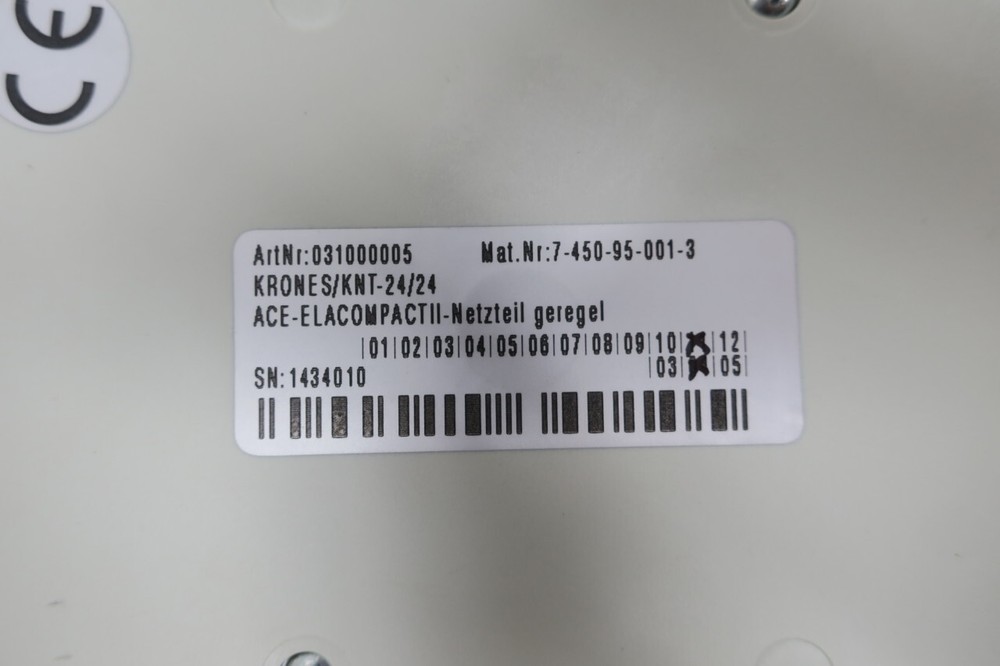 CE
ArtNr:031000005 Mat.Nr:7-450-95-001-3
KRONES/KNT-24/24
ACE-ELACOMPACTII-Netzteil geregel
|01|02|03|04|05|06|07|08|09|10| |12|
|03| |05|
SN:1434010